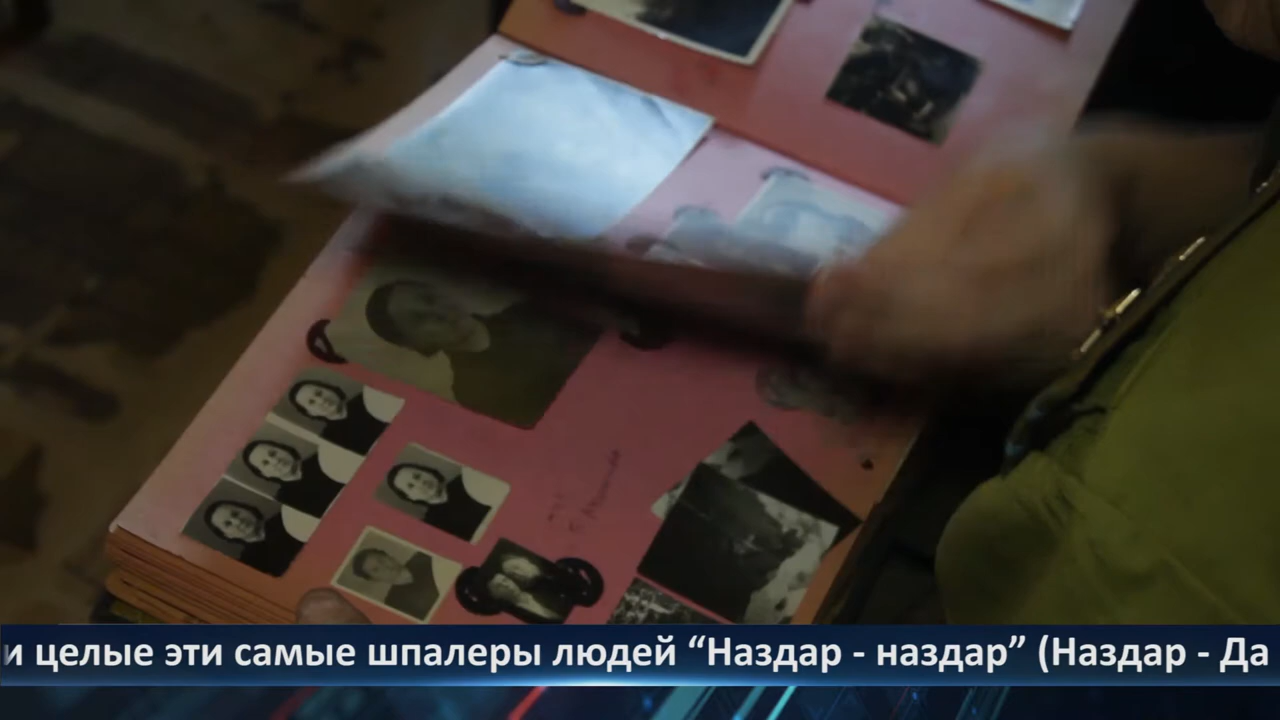 и целые эти самые шпалеры людей “Наздар - наздар” (Наздар - Да